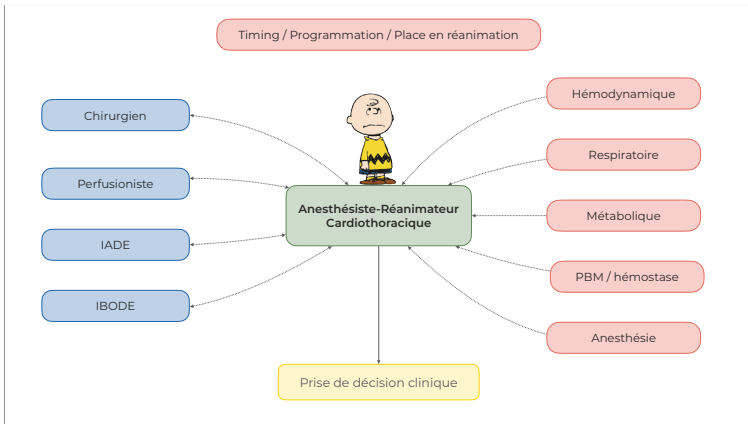 Timing / Programmation / Place en réanimation
Chirurgien
Perfusioniste
IADE
IBODE
Anesthésiste-Réanimateur
Cardiothoracique
Hémodynamique
Respiratoire
Métabolique
PBM / hémostase
Anesthésie
Prise de décision clinique